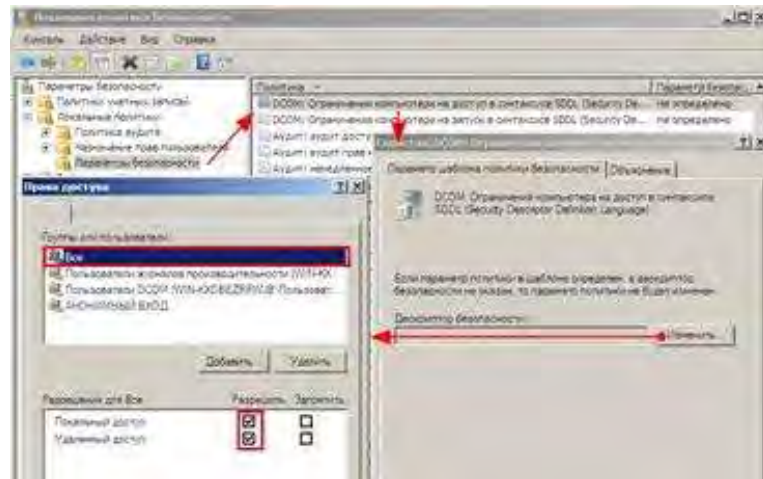 Консоль Действие Вид Справка
Параметры безопасности
Политики учетных записей
Локальные политики
Политика аудита
Назначение прав пользователя
Параметры безопасности
Политика
Параметр безопас...
DCOM: Ограничения компьютера на доступ в синтаксисе SDDL (Security De... Не определено
DCOM: Ограничения компьютера на запуск в синтаксисе SDDL (Security De... Не определено
Аудит: аудит
Аудит: аудит прав
Аудит:
Параметр шаблона политики безопасности Объяснение
DCOM: Ограничения компьютера на доступ в синтаксисе
SDDL (Security Descriptor Definition Language)
Если параметр политики в шаблоне определен, а дескриптор
безопасности не указан, то параметр политики не будет изменен.
Дескриптор безопасности:
Изменить...
Права доступа
Группы или пользователи:
Все
Пользователи журналов производительности
Пользователи DCOM
АНОНИМНЫЙ ВХОД
Добавить Удалить
Разрешения для Все Разрешить Запретить
Локальный доступ
Удаленный доступ